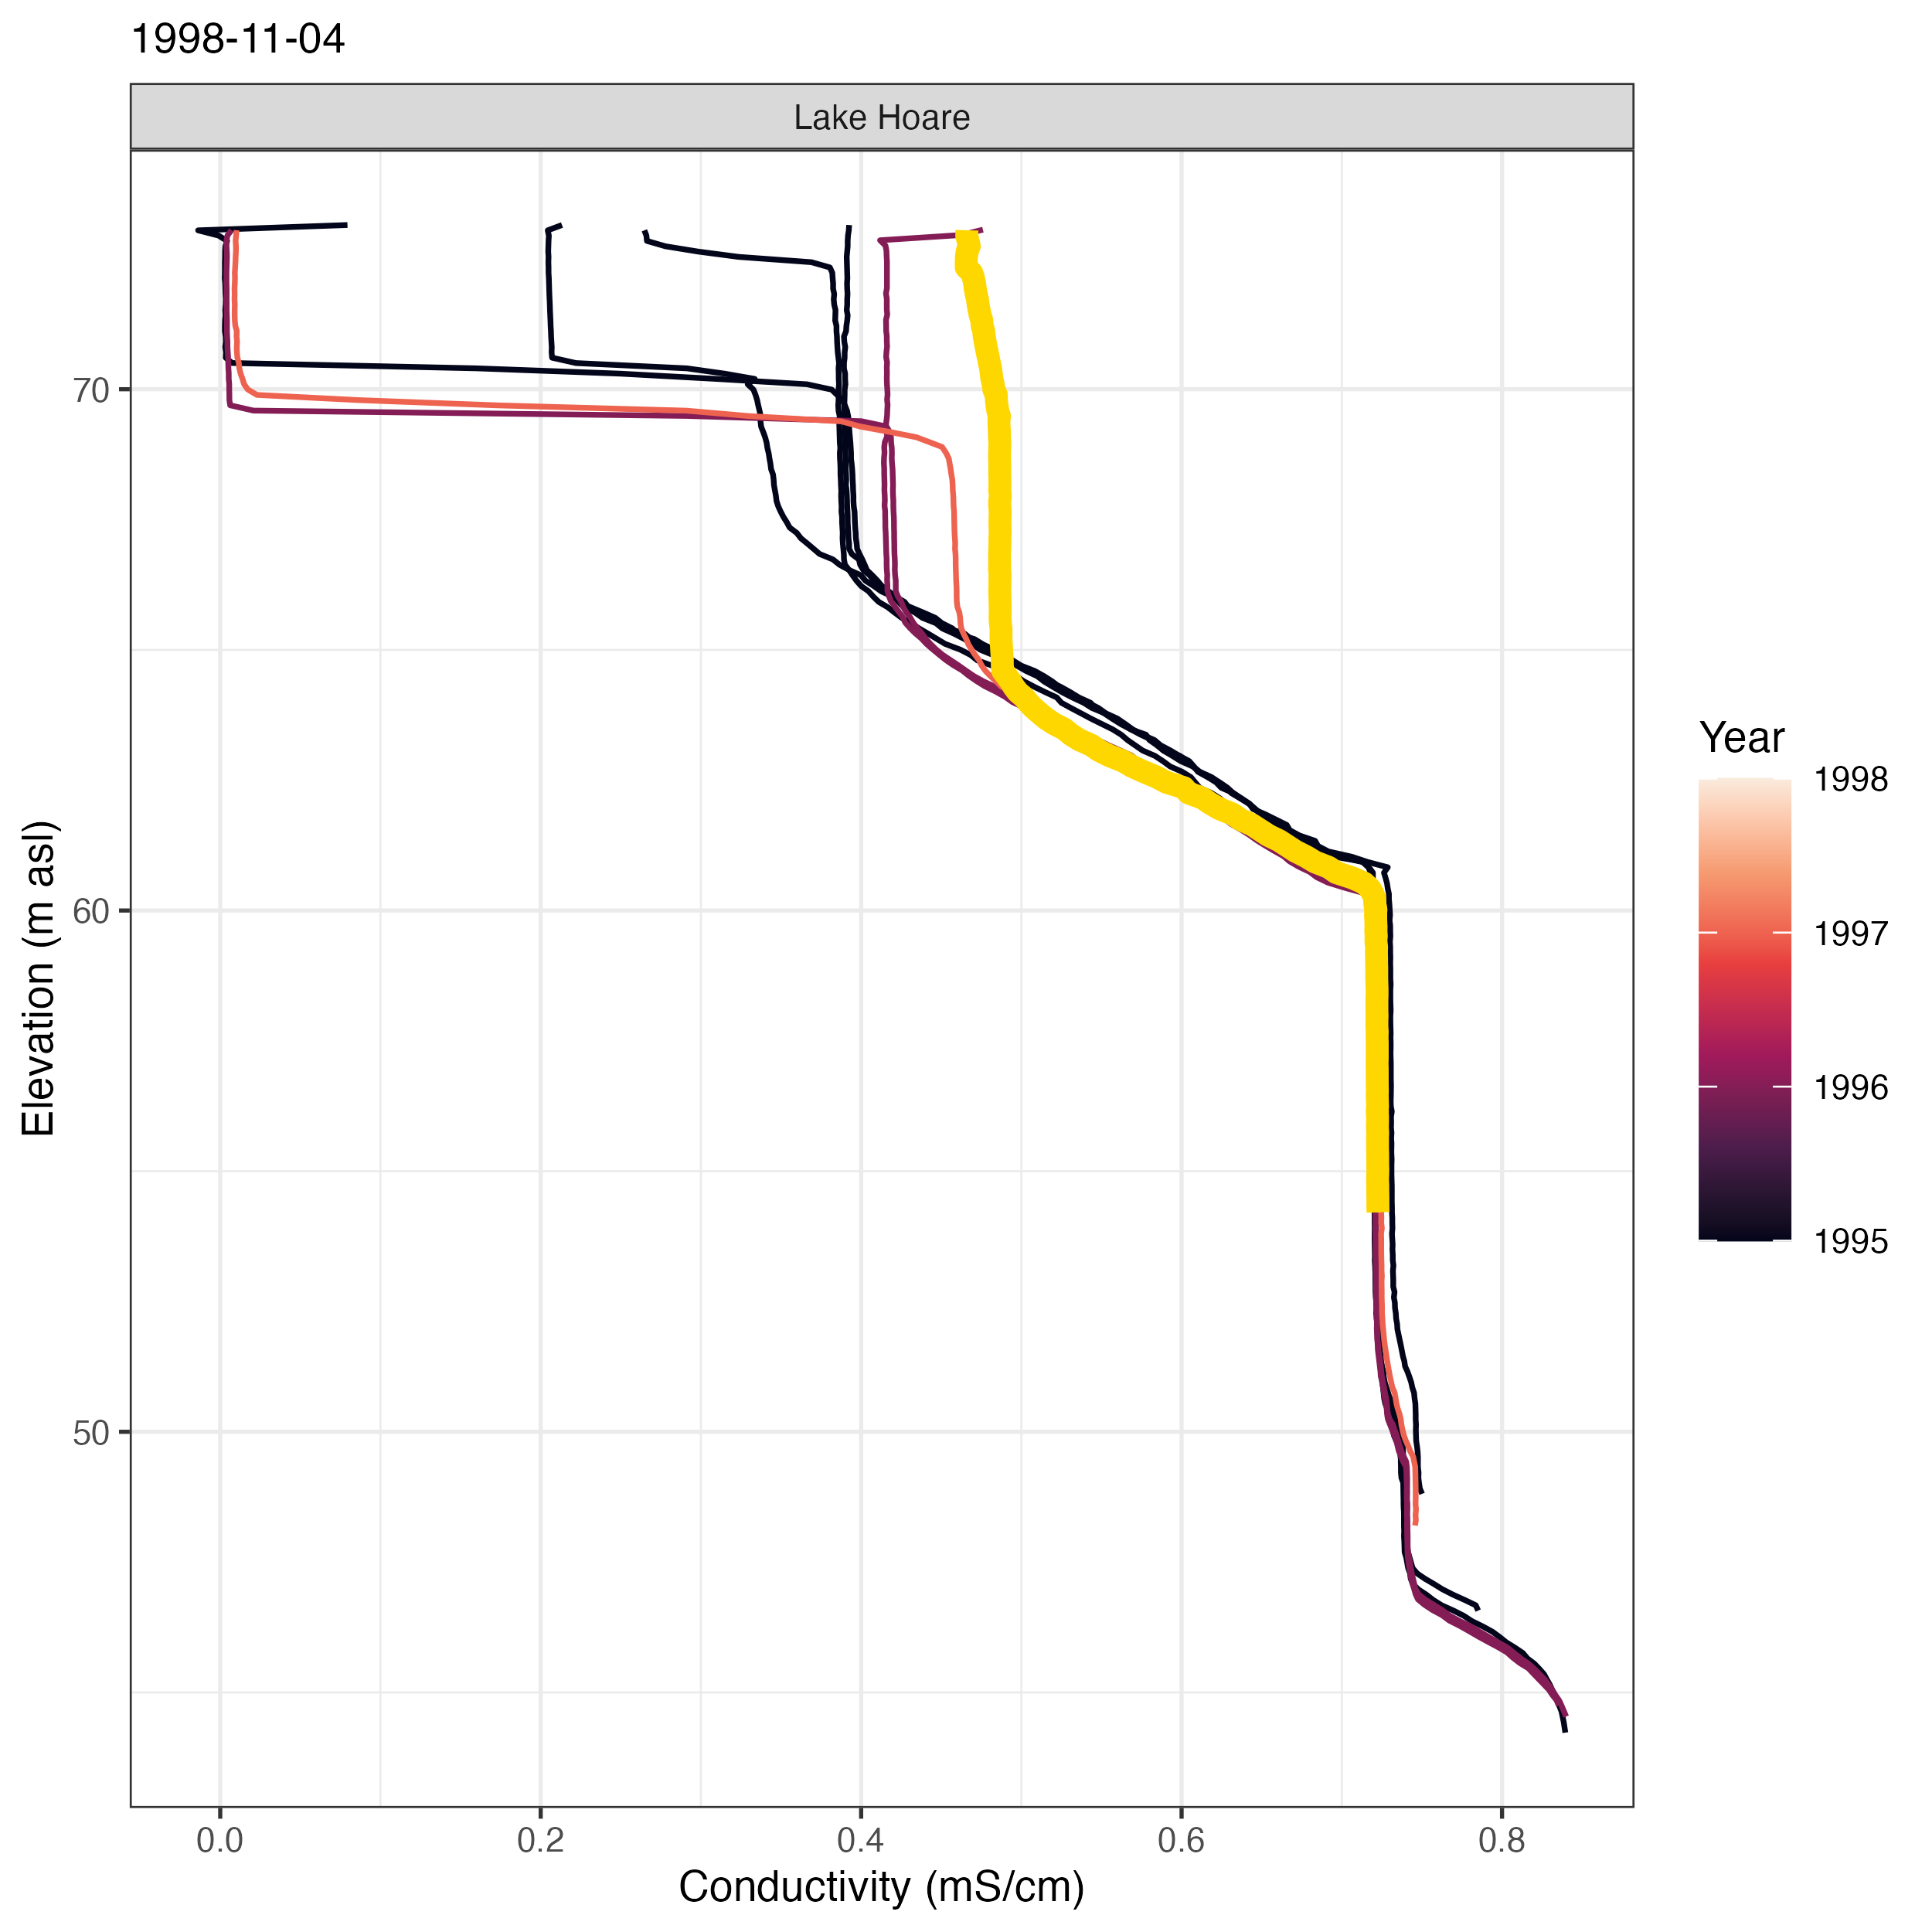 1998-11-04
Lake Hoare
70
60
50
Elevation (m asl)
0.0 0.2 0.4 0.6 0.8
Conductivity (mS/cm)
Year
1998
1997
1996
1995